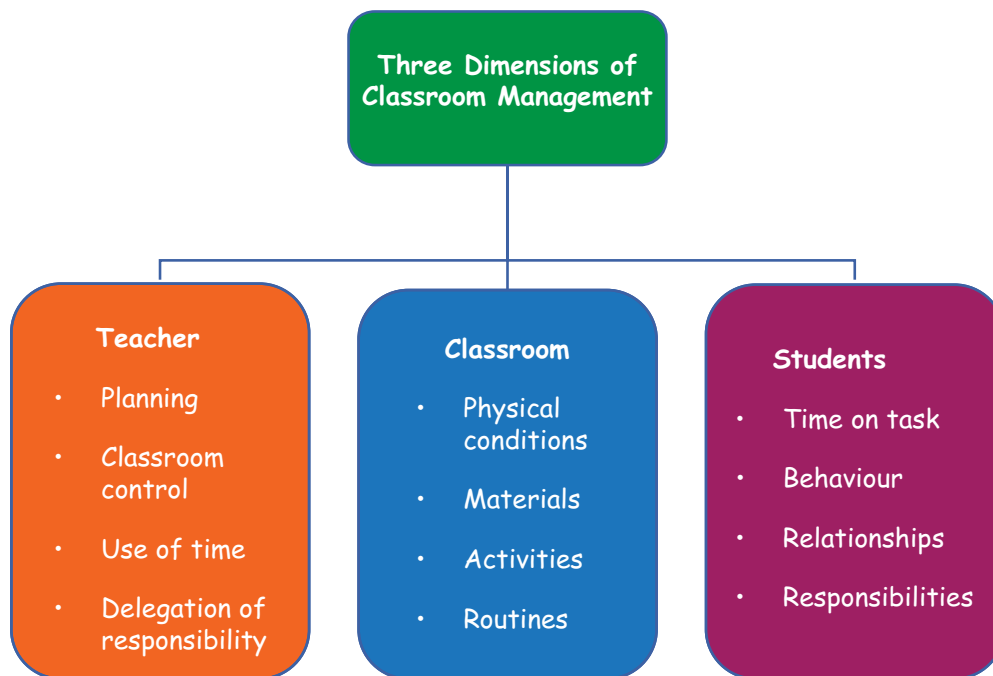 Three Dimensions of
Classroom Management
Teacher
• Planning
• Classroom
control
• Use of time
• Delegation of
responsibility
Classroom
• Physical
conditions
• Materials
• Activities
• Routines
Students
• Time on task
• Behaviour
• Relationships
• Responsibilities